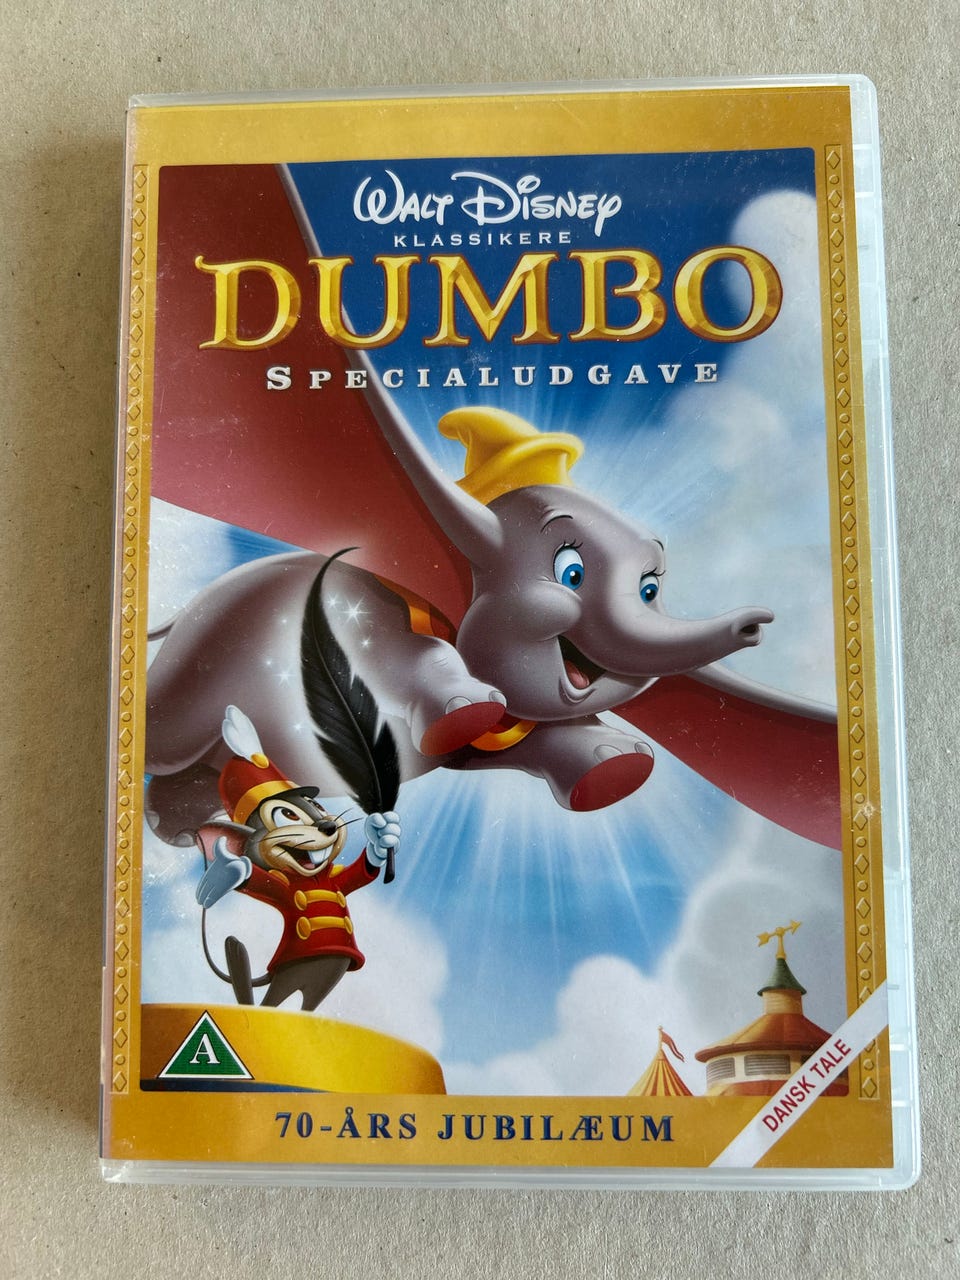 WALT DISNEY
KLASSIKERE
DUMBO
SPECIALUDGAVE
A
70-ÅRS JUBILÆUM
DANSK TALE